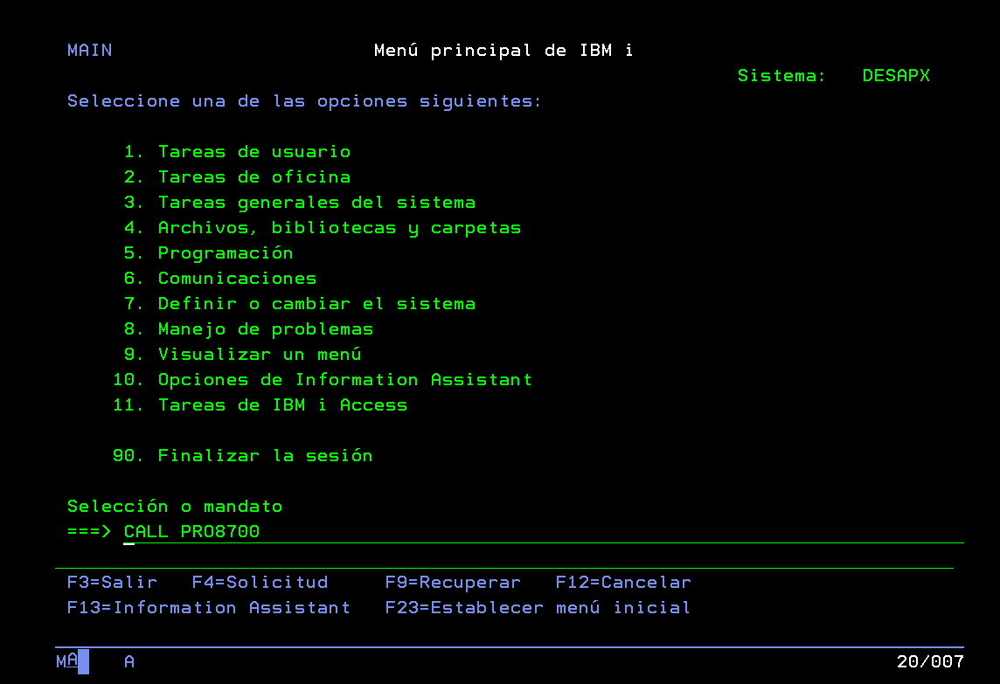 MAIN Menú principal de IBM i
Sistema: DESAPX
Seleccione una de las opciones siguientes:
1. Tareas de usuario
2. Tareas de oficina
3. Tareas generales del sistema
4. Archivos, bibliotecas y carpetas
5. Programación
6. Comunicaciones
7. Definir o cambiar el sistema
8. Manejo de problemas
9. Visualizar un menú
10. Opciones de Information Assistant
11. Tareas de IBM i Access
90. Finalizar la sesión
Selección o mandato
===> CALL PRO8700
F3=Salir F4=Solicitud F9=Recuperar F12=Cancelar
F13=Information Assistant F23=Establecer menú inicial
MA A 20/007